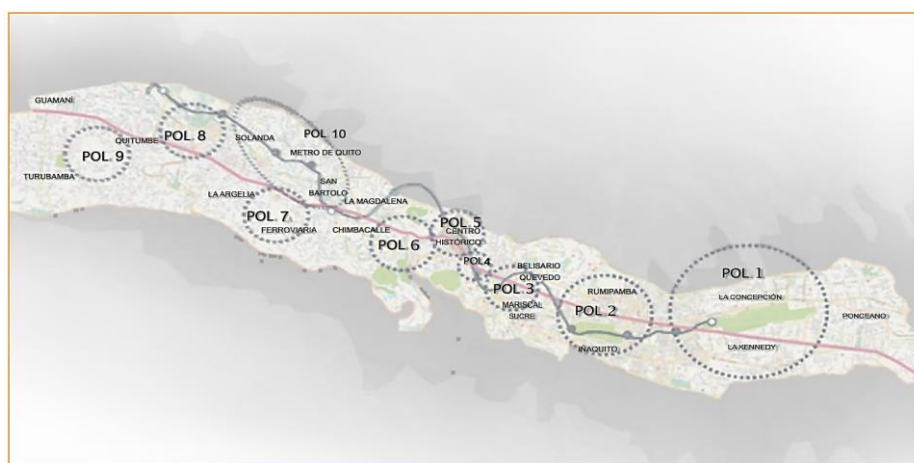 GUAMANÍ
QUITUMBE
POL. 8
POL. 9
TURUBAMBA
SOLANDA
POL. 10
METRO DE QUITO
SAN
BARTOLO
LA ARGELIA
LA MAGDALENA
POL. 7
FERROVIARIA
CHIMBACALLE
POL. 6
POL. 5
CENTRO
HISTÓRICO
POL.4
BELISARIO
QUEVEDO
POL. 3
MARISCAL
SUCRE
RUMIPAMBA
POL. 2
IÑAQUITO
POL. 1
LA CONCEPCIÓN
PONCEANO
LA KENNEDY